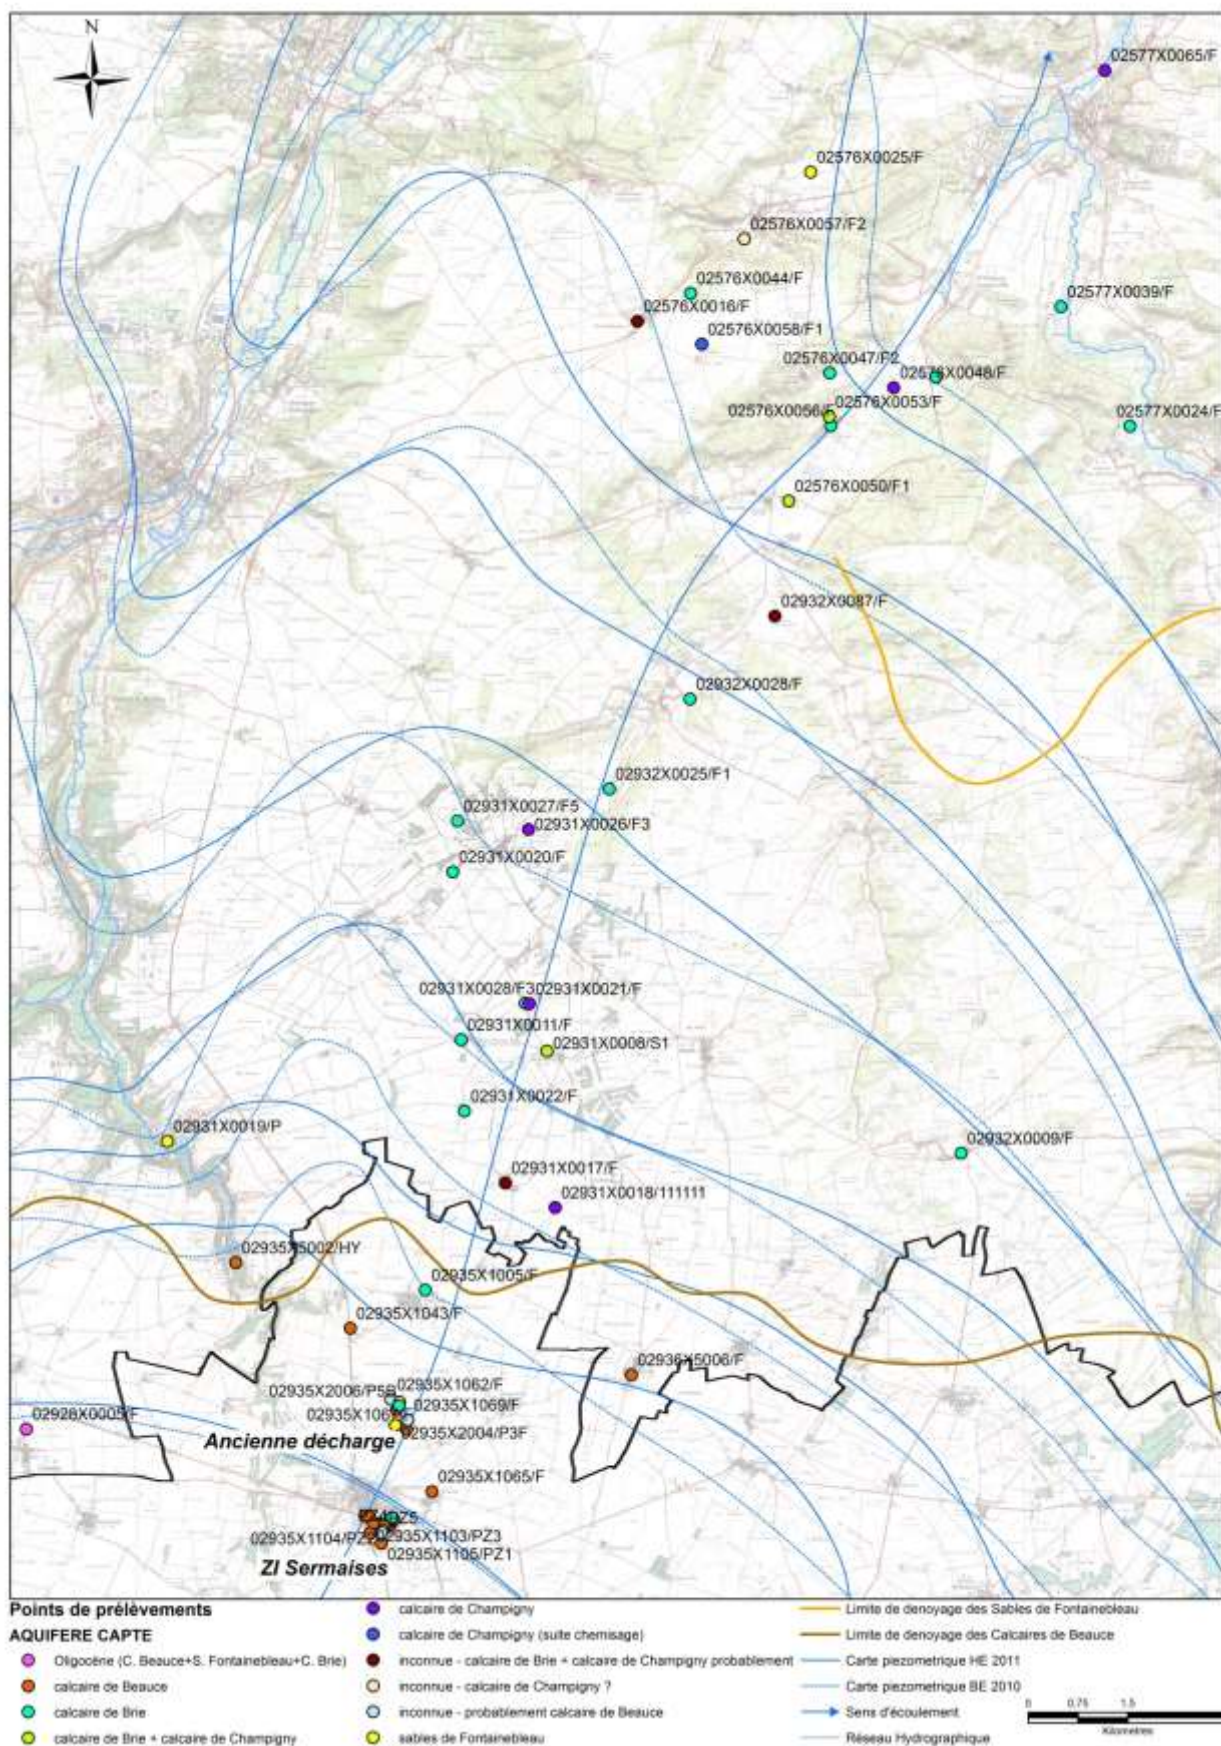 N
02577X0065/F
02576X0025/F
02576X0057/F2
02576X0044/F
02577X0039/F
02576X0016/F
02576X0058/F1
02576X0047/F2
02576X0048/F
02576X0053/F
02576X0056/F
02577X0024/F
02576X0050/F1
02932X0087/F
02932X0028/F
02932X0025/F1
02931X0027/F5
02931X0026/F3
02931X0020/F
02931X0028/F3
02931X0021/F
02931X0011/F
02931X0008/S1
02931X0022/F
02931X0019/P
02932X0009/F
02931X0017/F
02931X0018/111111
02935X5002/HY
02935X1005/F
02935X1043/F
02936X5006/F
02935X1062/F
02935X2006/P5B
02935X1069/F
02928X0005/F
02935X2004/P3F
Ancienne décharge
02935X1065/F
02935X1103/PZ3
02935X1105/PZ1
ZI Sermaises
Points de prélèvements
AQUIFERE CAPTE
Oligocène (C. Beauce+S. Fontainebleau+C. Brie)
calcaire de Beauce
calcaire de Brie
calcaire de Brie + calcaire de Champigny
calcaire de Champigny
calcaire de Champigny (suite chemisage)
inconnue - calcaire de Brie + calcaire de Champigny probablement
inconnue - calcaire de Champigny ?
inconnue - probablement calcaire de Beauce
sables de Fontainebleau
Limite de denoyage des Sables de Fontainebleau
Limite de denoyage des Calcaires de Beauce
Carte piezometrique HE 2011
Carte piezometrique BE 2010
Sens d'écoulement
Réseau Hydrographique
0 0,75 1,5
Kilomètres